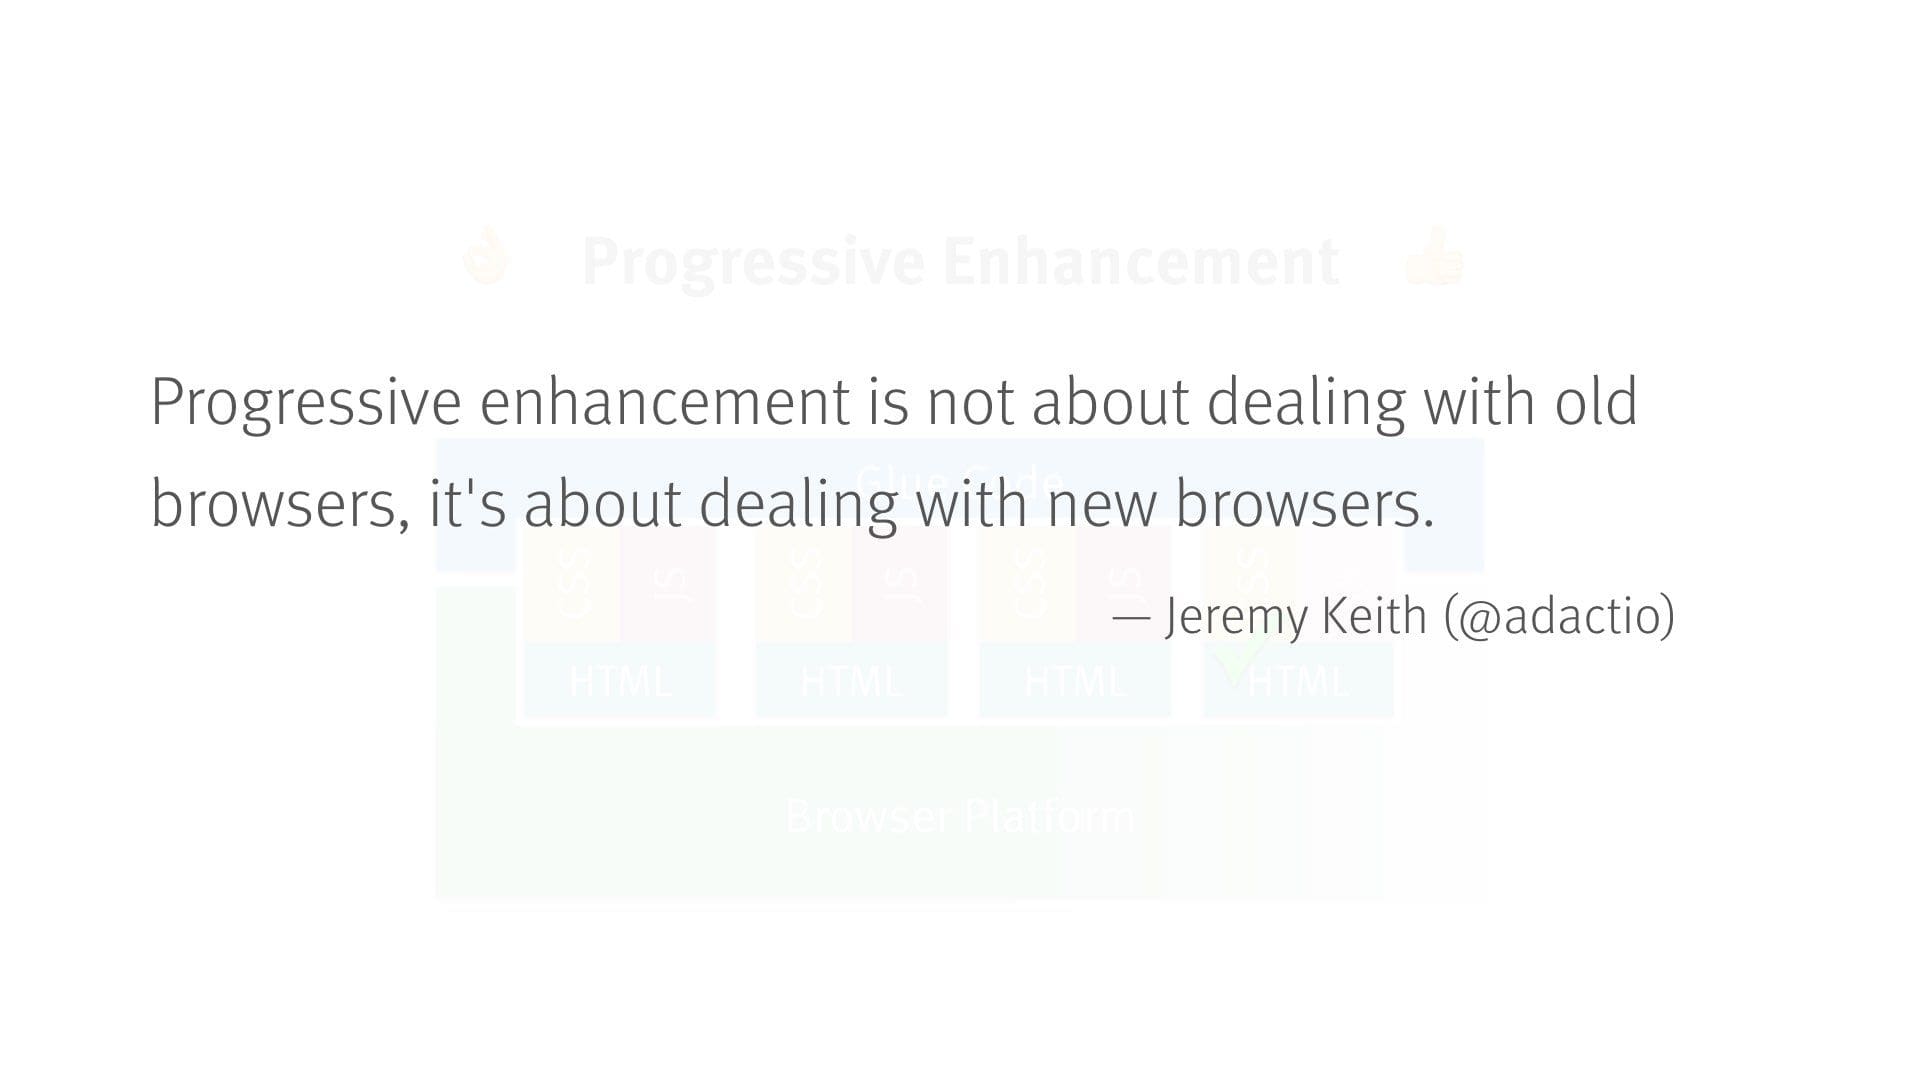 Progressive Enhancement
Progressive enhancement is not about dealing with old
Glue Code
browsers, it's about dealing with new browsers.
CSS JS CSS JS CSS JS CSS
— Jeremy Keith (@adactio)
HTML HTML HTML HTML
Browser Platform